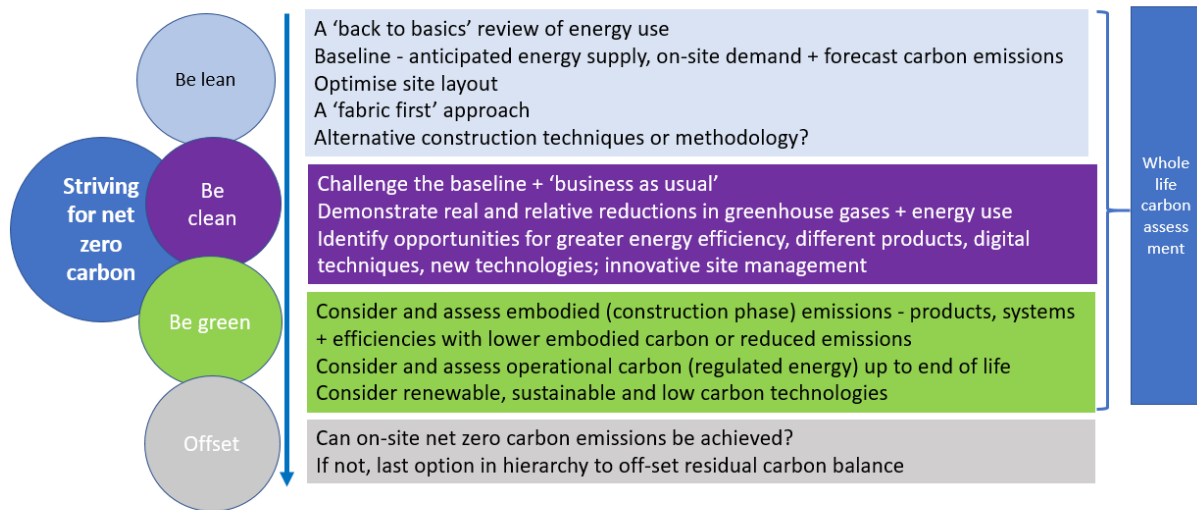 Be lean
A ‘back to basics’ review of energy use
Baseline - anticipated energy supply, on-site demand + forecast carbon emissions
Optimise site layout
A ‘fabric first’ approach
Alternative construction techniques or methodology?
Striving
for net
zero
carbon
Be
clean
Challenge the baseline + ‘business as usual’
Demonstrate real and relative reductions in greenhouse gases + energy use
Identify opportunities for greater energy efficiency, different products, digital
techniques, new technologies; innovative site management
Be green
Consider and assess embodied (construction phase) emissions - products, systems
+ efficiencies with lower embodied carbon or reduced emissions
Consider and assess operational carbon (regulated energy) up to end of life
Consider renewable, sustainable and low carbon technologies
Offset
Can on-site net zero carbon emissions be achieved?
If not, last option in hierarchy to off-set residual carbon balance
Whole
life
carbon
assess
ment